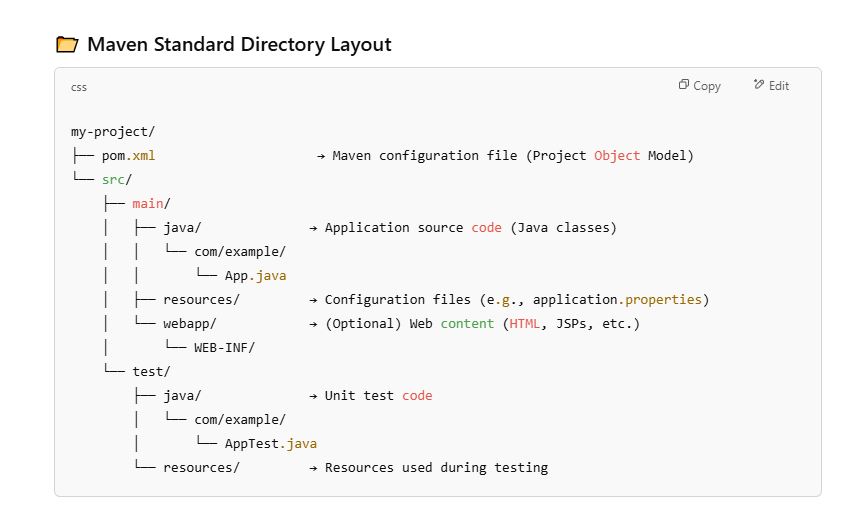 📂 Maven Standard Directory Layout
css Copy Edit
my-project/
├── pom.xml                     → Maven configuration file (Project Object Model)
└── src/
    ├── main/
    │   ├── java/              → Application source code (Java classes)
    │   │   └── com/example/
    │   │       └── App.java
    │   ├── resources/         → Configuration files (e.g., application.properties)
    │   └── webapp/            → (Optional) Web content (HTML, JSPs, etc.)
    │       └── WEB-INF/
    └── test/
        ├── java/              → Unit test code
        │   └── com/example/
        │       └── AppTest.java
        └── resources/         → Resources used during testing